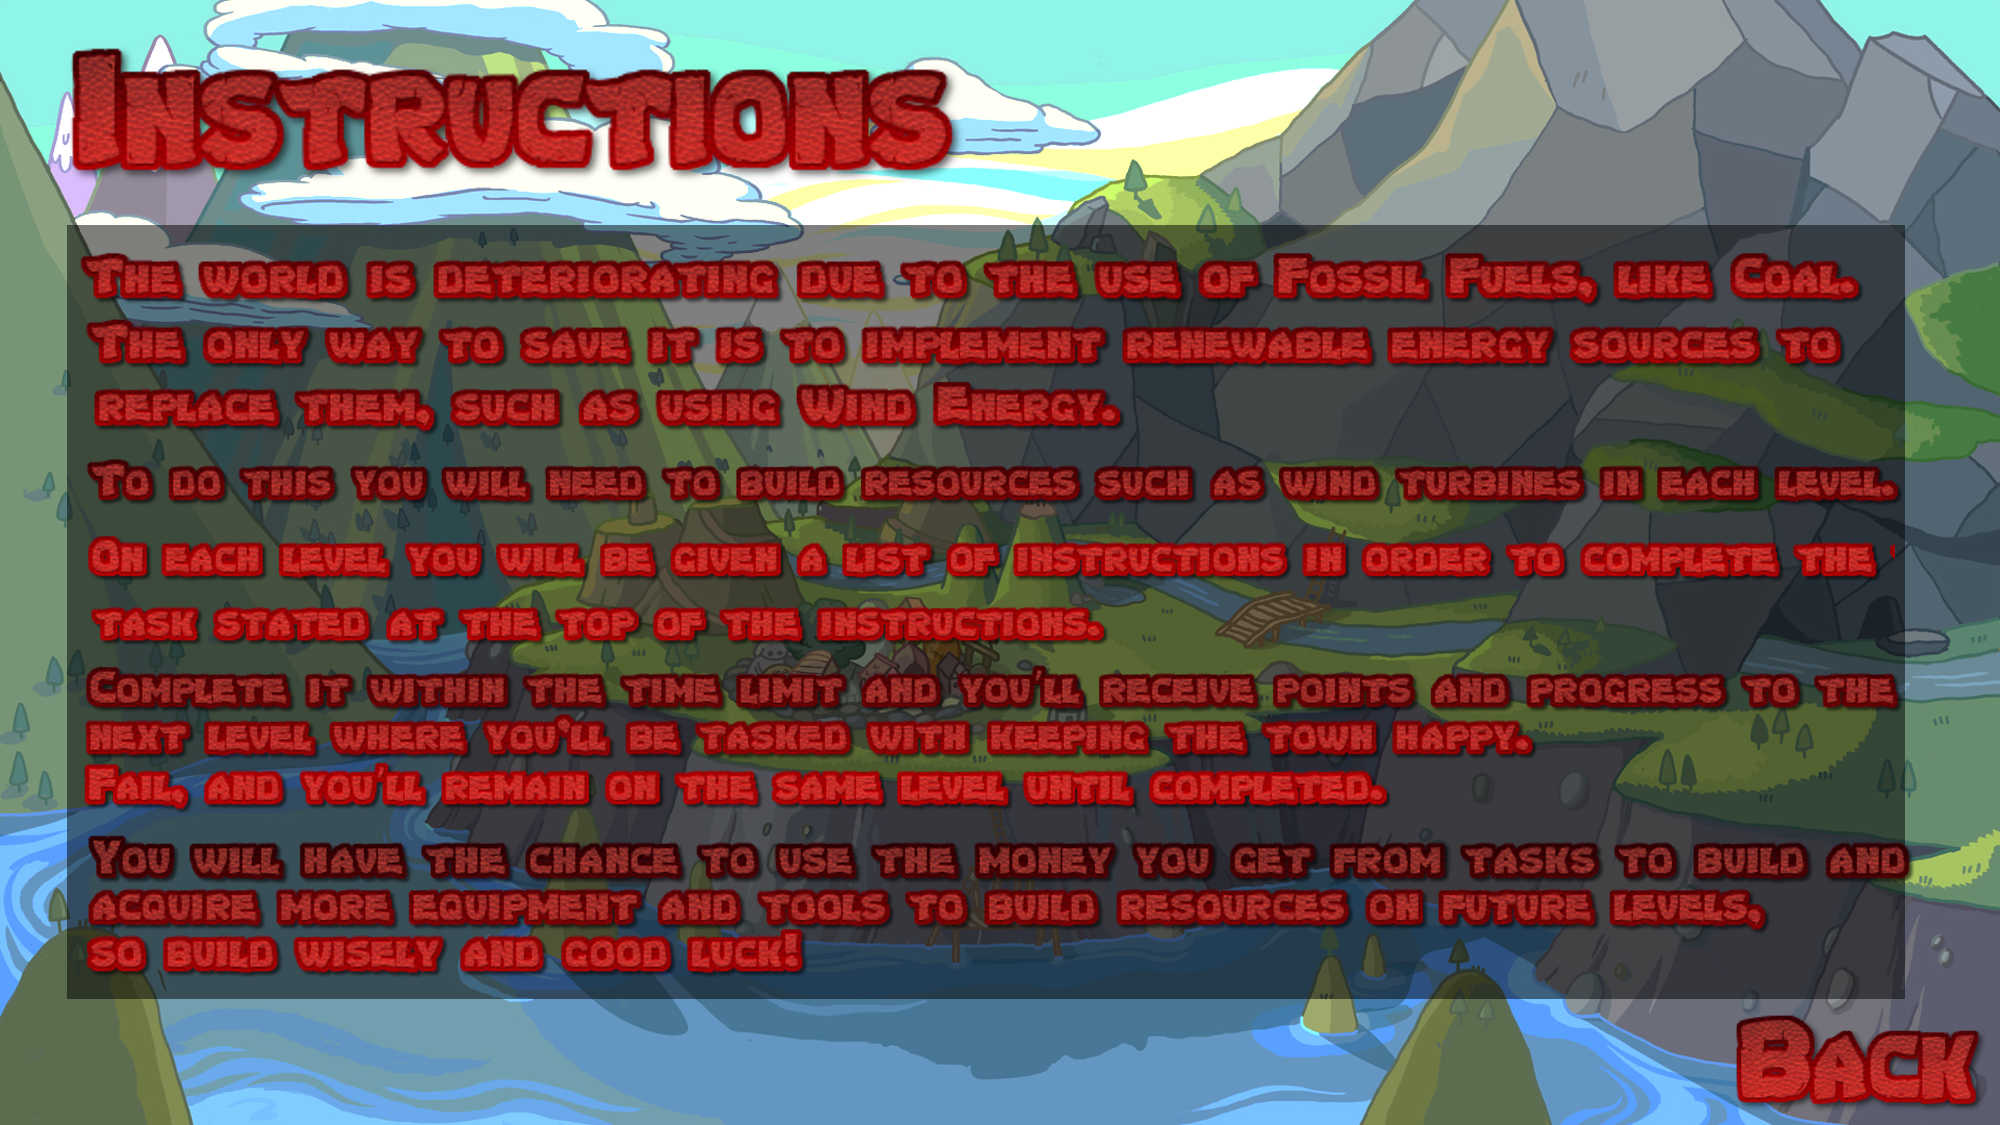 Instructions
The world is deteriorating due to the use of Fossil Fuels, like Coal.
The only way to save it is to implement renewable energy sources to
replace them, such as using Wind Energy.
To do this you will need to build resources such as wind turbines in each level.
On each level you will be given a list of instructions in order to complete the '
task stated at the top of the instructions.
Complete it within the time limit and you'll receive points and progress to the
next level where you'll be tasked with keeping the town happy.
Fail, and you'll remain on the same level until completed.
You will have the chance to use the money you get from tasks to build and
acquire more equipment and tools to build resources on future levels,
so build wisely and good luck!
Back